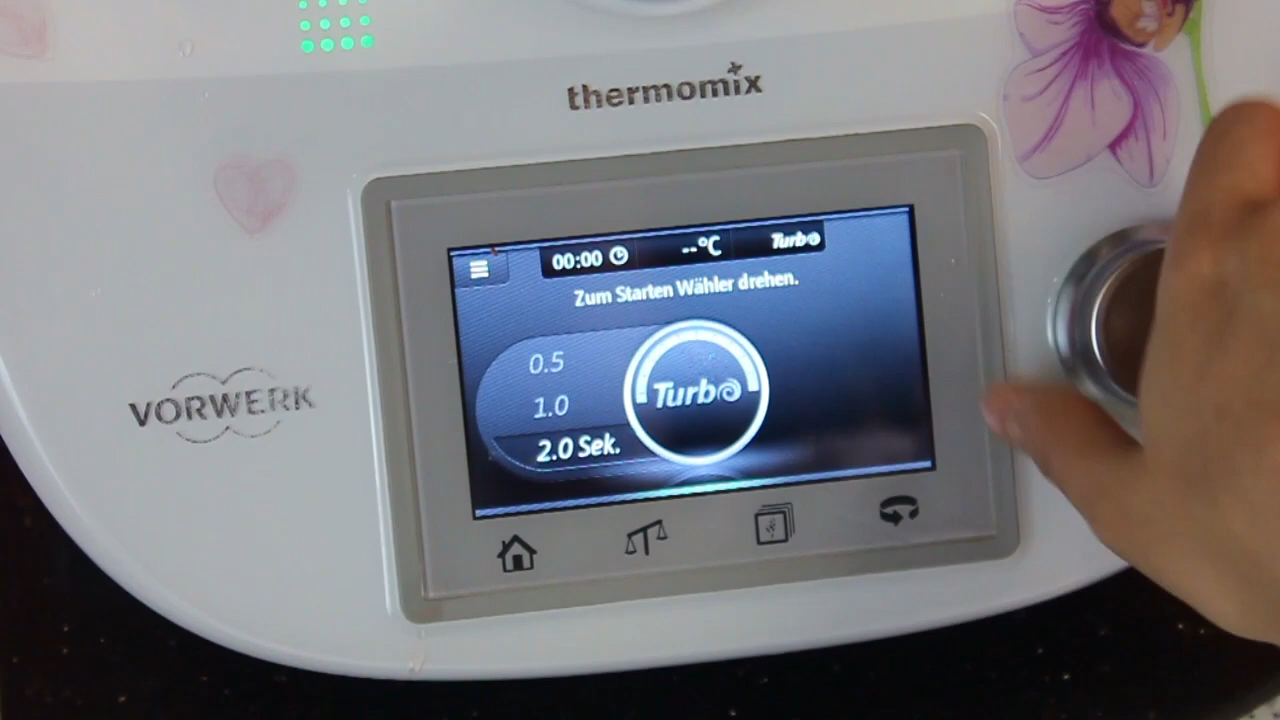 thermomix
00:00 --°C Turbo
Zum Starten Wähler drehen.
0.5
1.0
2.0 Sek.
Turbo
VORWERK